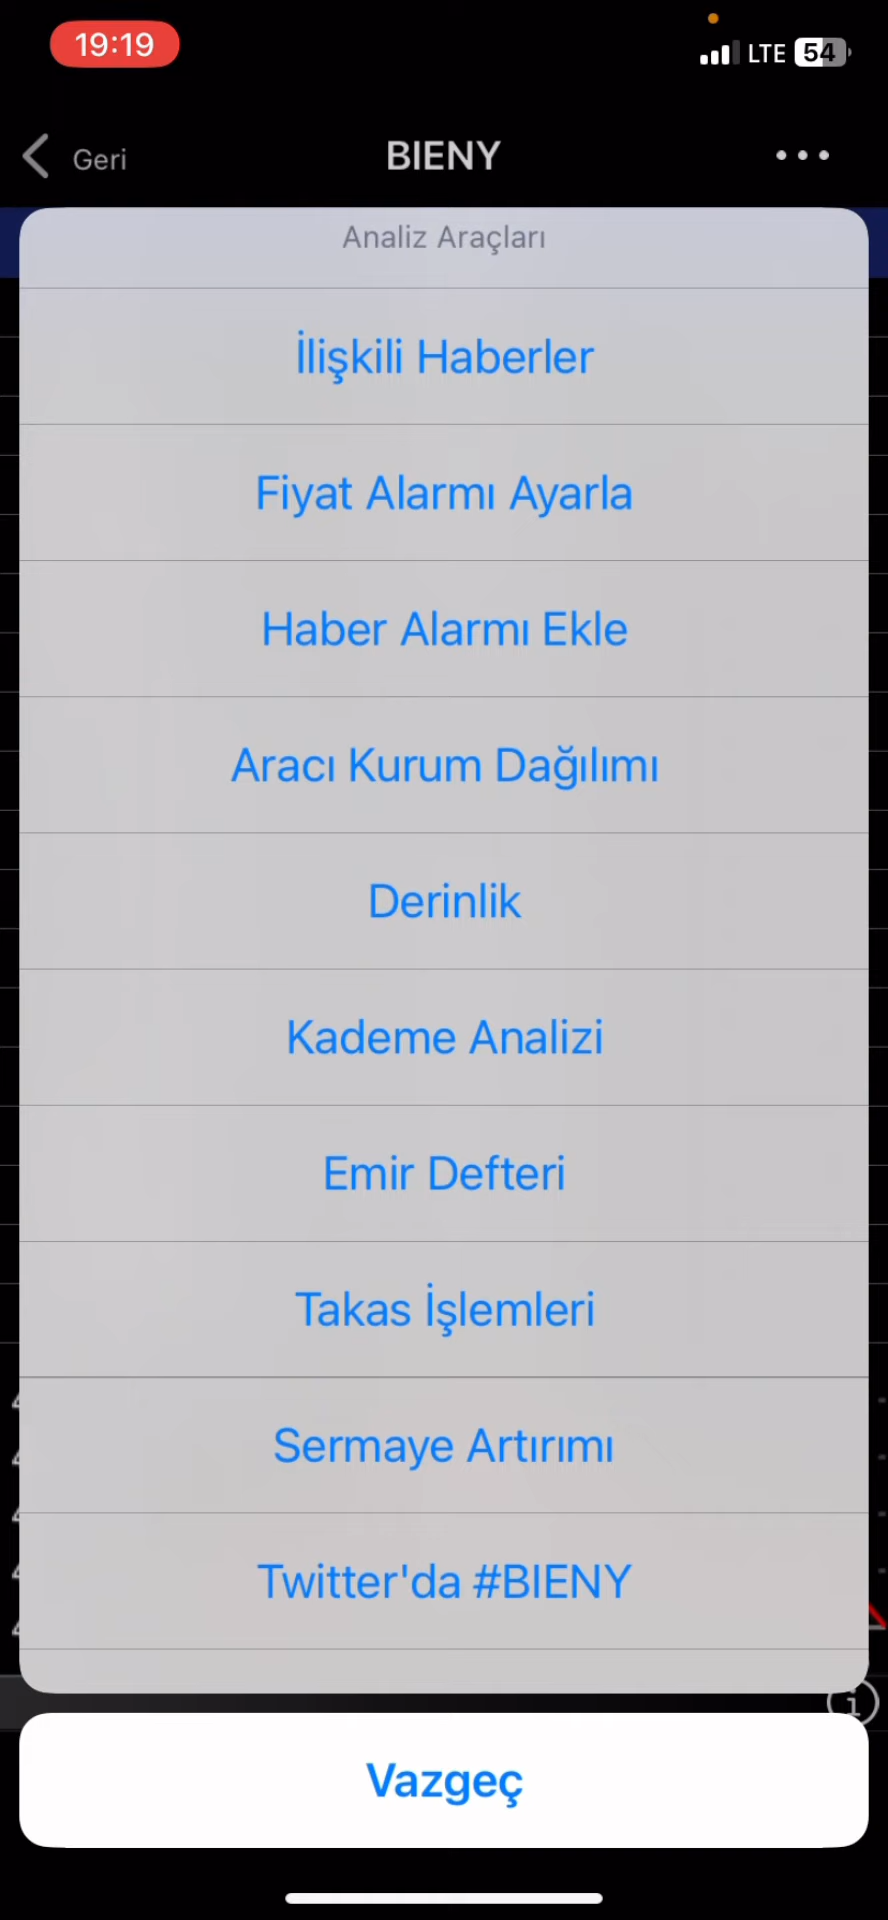 19:19
LTE 54
Geri
BIENY
Analiz Araçları
İlişkili Haberler
Fiyat Alarmı Ayarla
Haber Alarmı Ekle
Aracı Kurum Dağılımı
Derinlik
Kademe Analizi
Emir Defteri
Takas İşlemleri
Sermaye Artırımı
Twitter'da #BIENY
Vazgeç